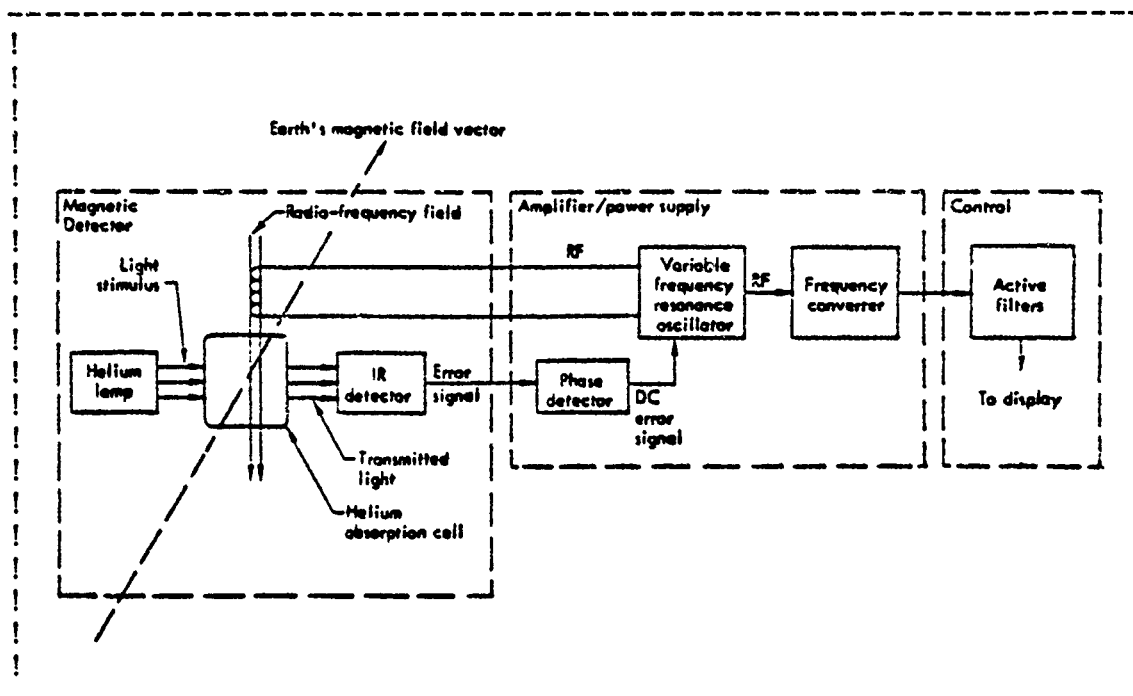 Earth's magnetic field vector
Magnetic
Detector
Radio-frequency field
Light
stimulus
Helium
lamp
IR
detector
Error
signal
Transmitted
light
Helium
absorption cell
Amplifier/power supply
RF
Variable
frequency
resonance
oscillator
RF
Frequency
converter
Phase
detector
DC
error
signal
Control
Active
filters
To display